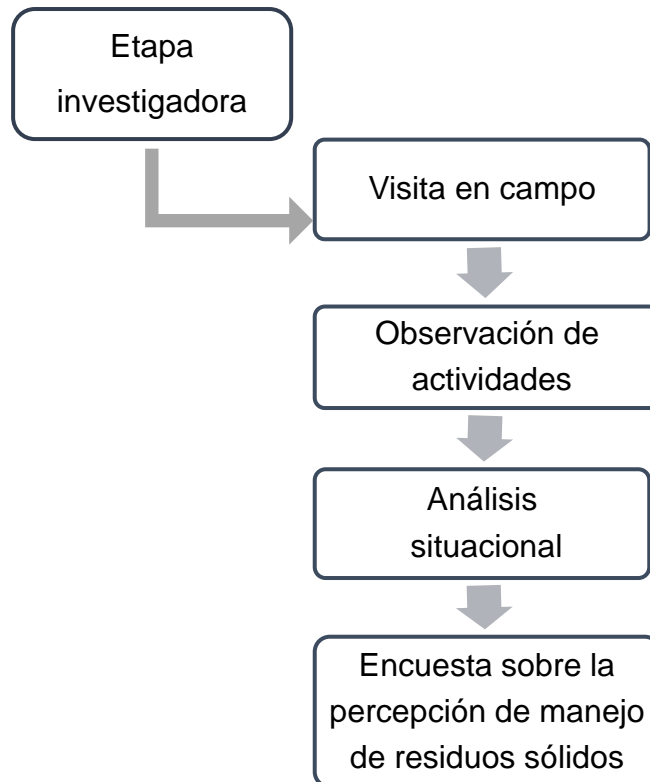 Etapa
investigadora
Visita en campo
Observación de
actividades
Análisis
situacional
Encuesta sobre la
percepción de manejo
de residuos sólidos